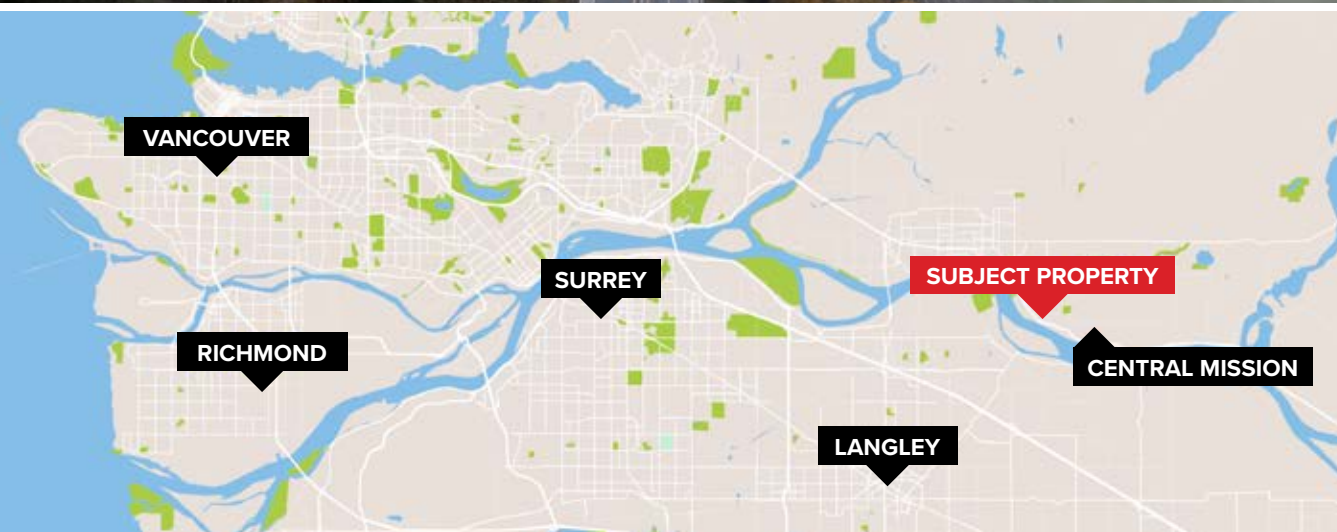 VANCOUVER
SUBJECT PROPERTY
SURREY
RICHMOND
CENTRAL MISSION
LANGLEY